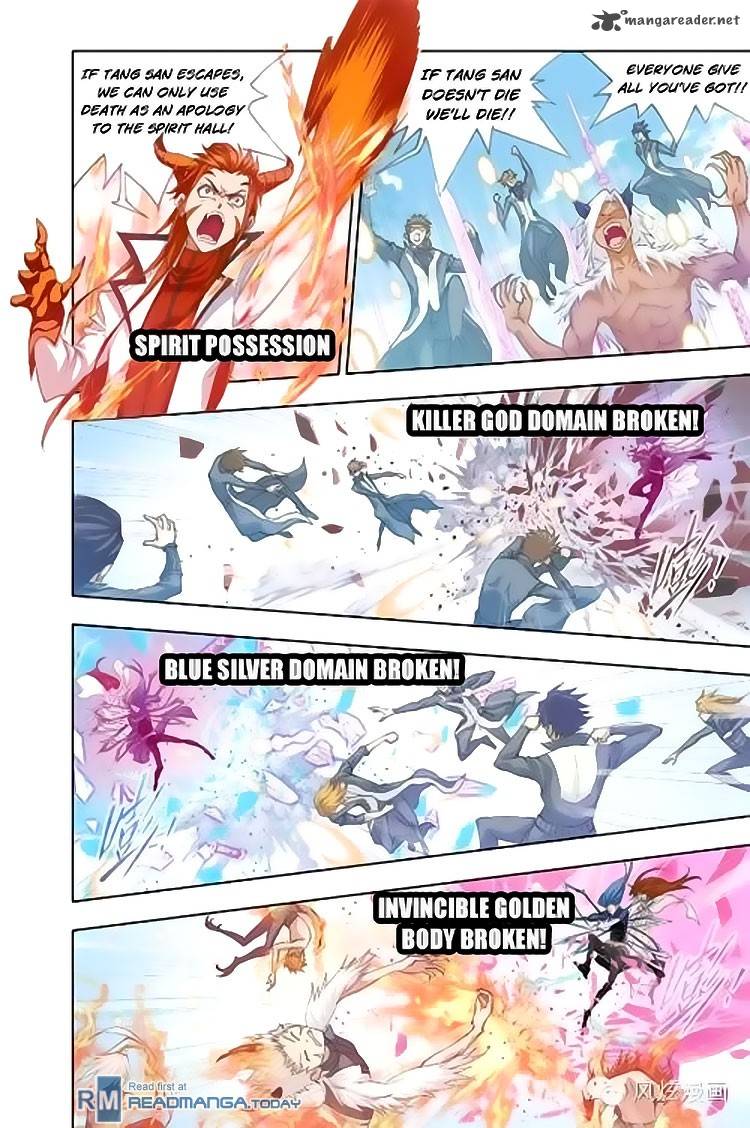 mangareader.net
IF TANG SAN ESCAPES,
WE CAN ONLY USE
DEATH AS AN APOLOGY
TO THE SPIRIT HALL!
IF TANG SAN
DOESN'T DIE
WE'LL DIE!!
EVERYONE GIVE
ALL YOU'VE GOT!!
SPIRIT POSSESSION
KILLER GOD DOMAIN BROKEN!
BLUE SILVER DOMAIN BROKEN!
INVINCIBLE GOLDEN
BODY BROKEN!
RM
Read first at
READMANGA.TODAY
风炫漫画